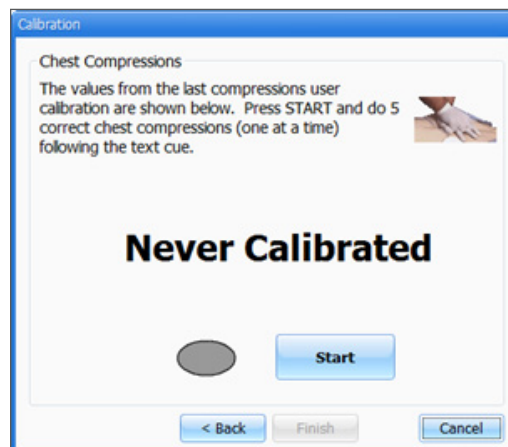 Calibration
Chest Compressions
The values from the last compressions user
calibration are shown below.  Press START and do 5
correct chest compressions (one at a time)
following the text cue.
Never Calibrated
Start
< Back
Finish
Cancel